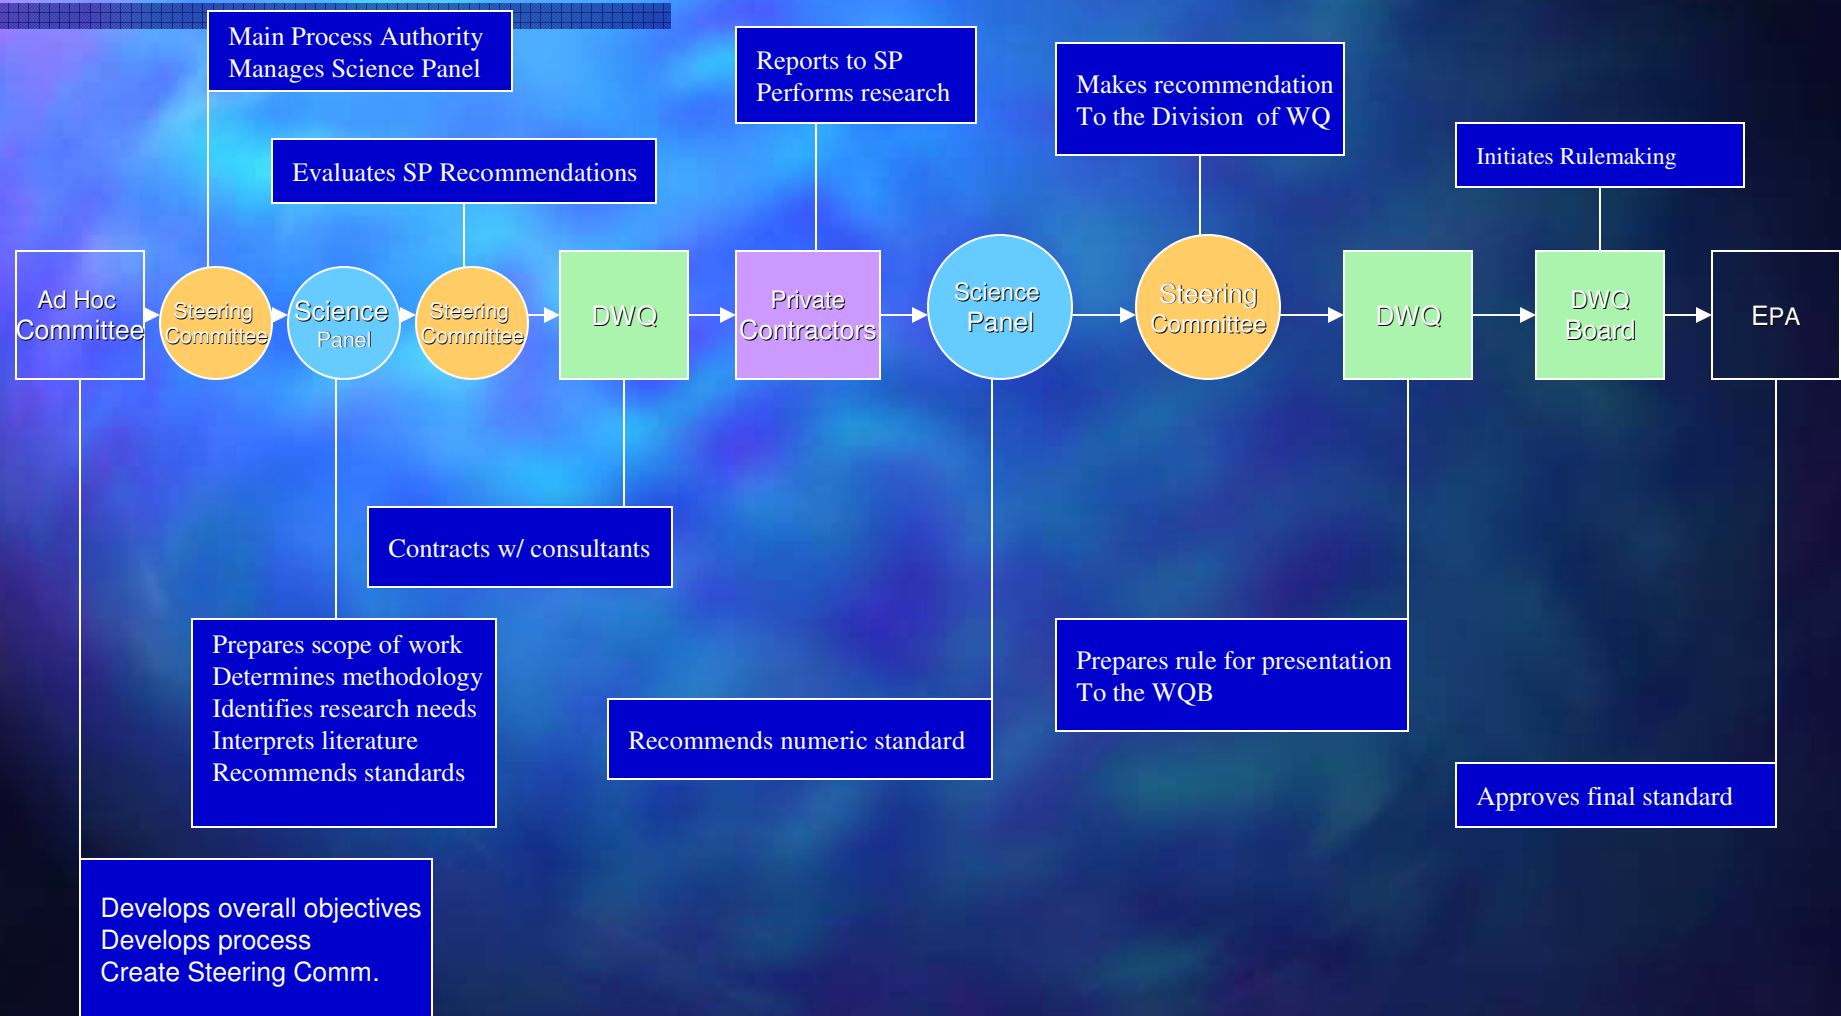 Main Process Authority
Manages Science Panel
Reports to SP
Performs research
Makes recommendation
To the Division  of WQ
Evaluates SP Recommendations
Initiates Rulemaking
Ad Hoc
Committee
Steering
Committee
Science
Panel
Steering
Committee
DWQ
Private
Contractors
Science
Panel
Steering
Committee
DWQ
DWQ
Board
EPA
Contracts w/ consultants
Prepares scope of work
Determines methodology
Identifies research needs
Interprets literature
Recommends standards
Recommends numeric standard
Prepares rule for presentation
To the WQB
Approves final standard
Develops overall objectives
Develops process
Create Steering Comm.